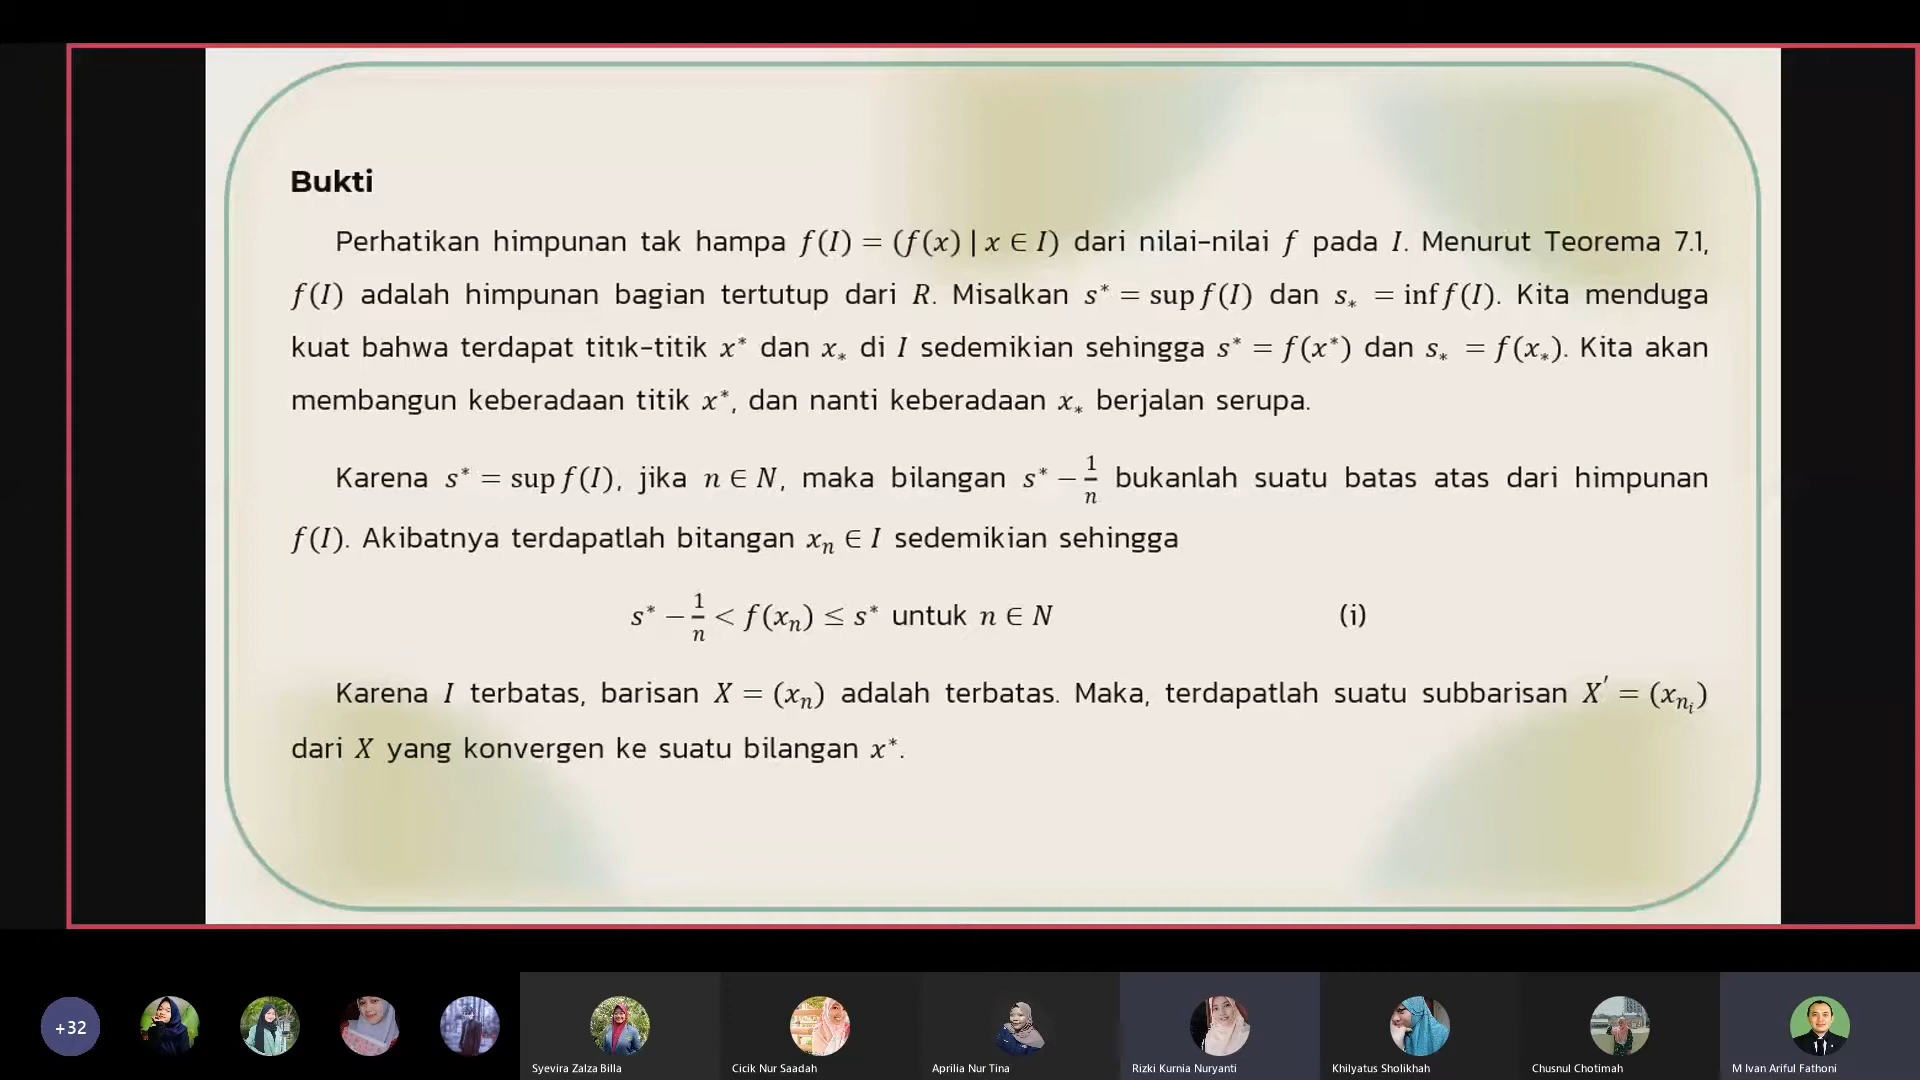 Bukti
Perhatikan himpunan tak hampa f(I) = (f(x) | x ∈ I) dari nilai-nilai f pada I. Menurut Teorema 7.1,
f(I) adalah himpunan bagian tertutup dari R. Misalkan s* = sup f(I) dan s⁎ = inf f(I). Kita menduga
kuat bahwa terdapat titik-titik x* dan x⁎ di I sedemikian sehingga s* = f(x*) dan s⁎ = f(x⁎). Kita akan
membangun keberadaan titik x*, dan nanti keberadaan x⁎ berjalan serupa.
Karena s* = sup f(I), jika n ∈ N, maka bilangan s* − 1/n bukanlah suatu batas atas dari himpunan
f(I). Akibatnya terdapatlah bitangan xₙ ∈ I sedemikian sehingga
s* − 1/n < f(xₙ) ≤ s* untuk n ∈ N (i)
Karena I terbatas, barisan X = (xₙ) adalah terbatas. Maka, terdapatlah suatu subbarisan X′ = (xₙᵢ)
dari X yang konvergen ke suatu bilangan x*.
+32
Syevira Zalza Billa
Cicik Nur Saadah
Aprilia Nur Tina
Rizki Kurnia Nuryanti
Khilyatus Sholikhah
Chusnul Chotimah
M Ivan Ariful Fathoni